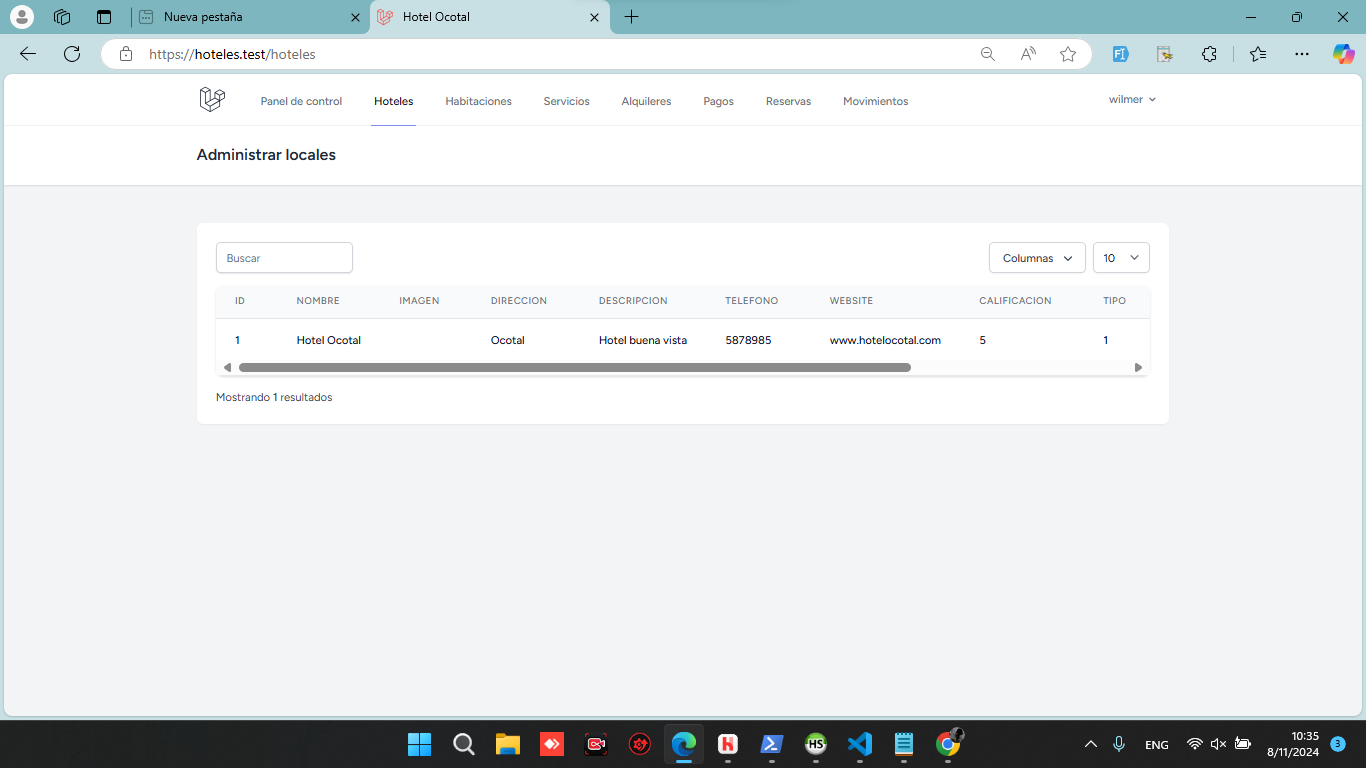 Nueva pestaña
Hotel Ocotal
https://hoteles.test/hoteles
Panel de control Hoteles Habitaciones Servicios Alquileres Pagos Reservas Movimientos wilmer
Administrar locales
Buscar Columnas 10
ID NOMBRE IMAGEN DIRECCION DESCRIPCION TELEFONO WEBSITE CALIFICACION TIPO
1 Hotel Ocotal Ocotal Hotel buena vista 5878985 www.hotelocotal.com 5 1
Mostrando 1 resultados
HS
ENG
10:35
8/11/2024
3